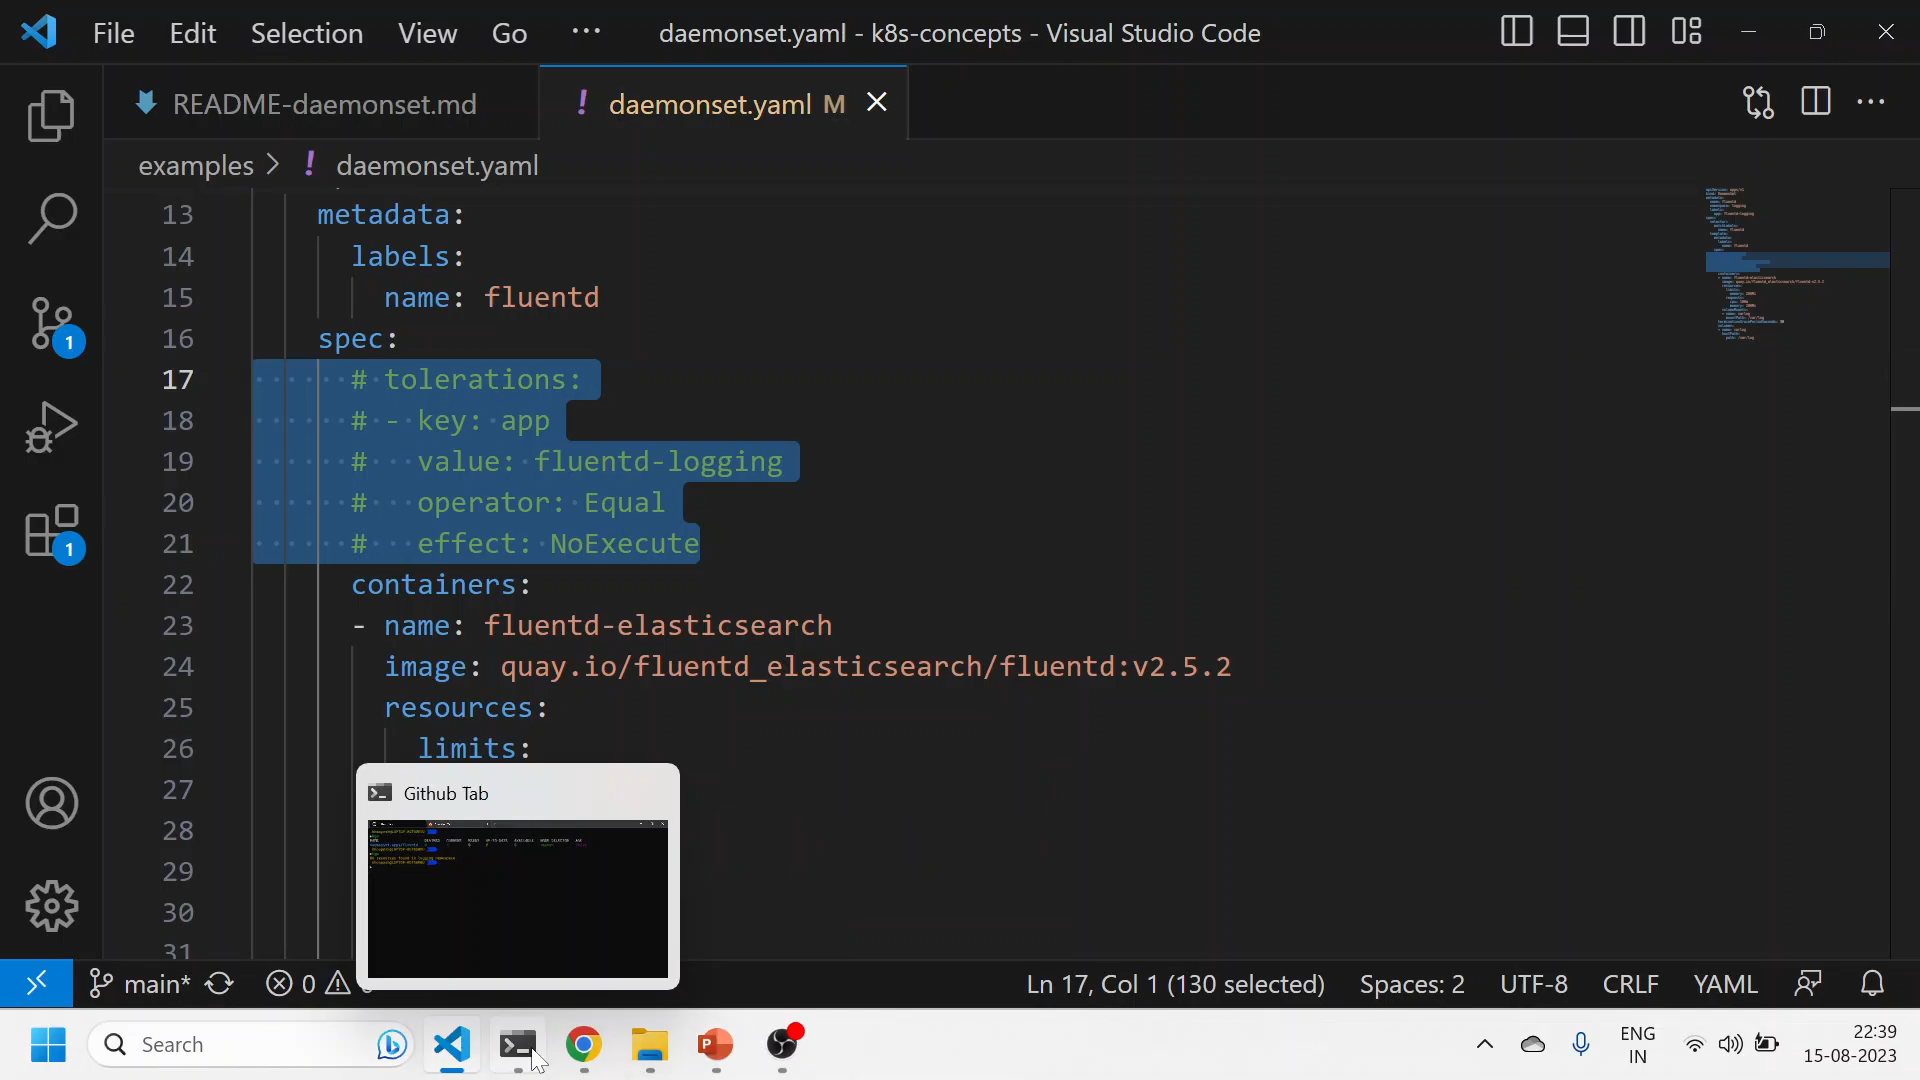 File Edit Selection View Go ··· daemonset.yaml - k8s-concepts - Visual Studio Code
README-daemonset.md ! daemonset.yaml M
examples > ! daemonset.yaml
13 metadata:
14 labels:
15 name: fluentd
16 spec:
17 # tolerations:
18 # - key: app
19 # value: fluentd-logging
20 # operator: Equal
21 # effect: NoExecute
22 containers:
23 - name: fluentd-elasticsearch
24 image: quay.io/fluentd_elasticsearch/fluentd:v2.5.2
25 resources:
26 limits:
27
28
29
30
31
1
1
Github Tab
main* 0 Ln 17, Col 1 (130 selected) Spaces: 2 UTF-8 CRLF YAML
Search ENG 22:39
IN 15-08-2023